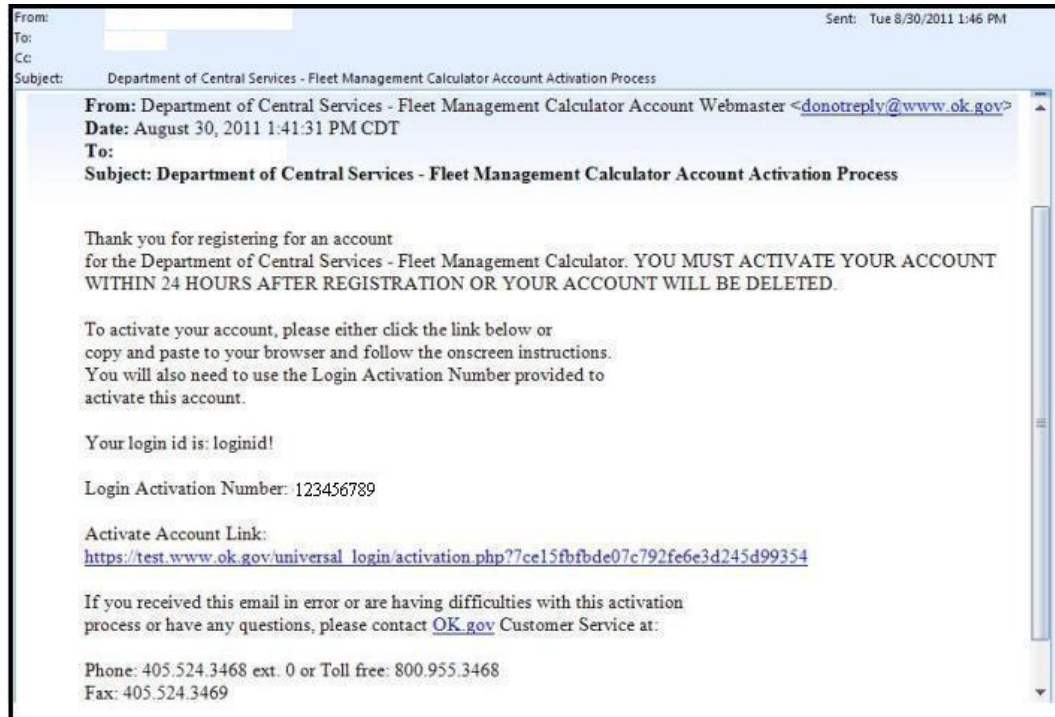 From: Sent: Tue 8/30/2011 1:46 PM
To:
Cc:
Subject: Department of Central Services - Fleet Management Calculator Account Activation Process
From: Department of Central Services - Fleet Management Calculator Account Webmaster <donotreply@www.ok.gov>
Date: August 30, 2011 1:41:31 PM CDT
To:
Subject: Department of Central Services - Fleet Management Calculator Account Activation Process
Thank you for registering for an account
for the Department of Central Services - Fleet Management Calculator. YOU MUST ACTIVATE YOUR ACCOUNT
WITHIN 24 HOURS AFTER REGISTRATION OR YOUR ACCOUNT WILL BE DELETED.
To activate your account, please either click the link below or
copy and paste to your browser and follow the onscreen instructions.
You will also need to use the Login Activation Number provided to
activate this account.
Your login id is: loginid!
Login Activation Number: 123456789
Activate Account Link:
https://test.www.ok.gov/universal_login/activation.php?7ce15fbfbde07c792fe6e3d245d99354
If you received this email in error or are having difficulties with this activation
process or have any questions, please contact OK.gov Customer Service at:
Phone: 405.524.3468 ext. 0 or Toll free: 800.955.3468
Fax: 405.524.3469